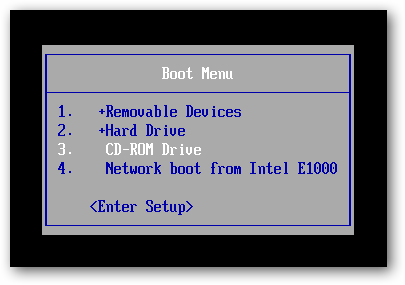 Boot Menu
1. +Removable Devices
2. +Hard Drive
3. CD-ROM Drive
4. Network boot from Intel E1000
<Enter Setup>